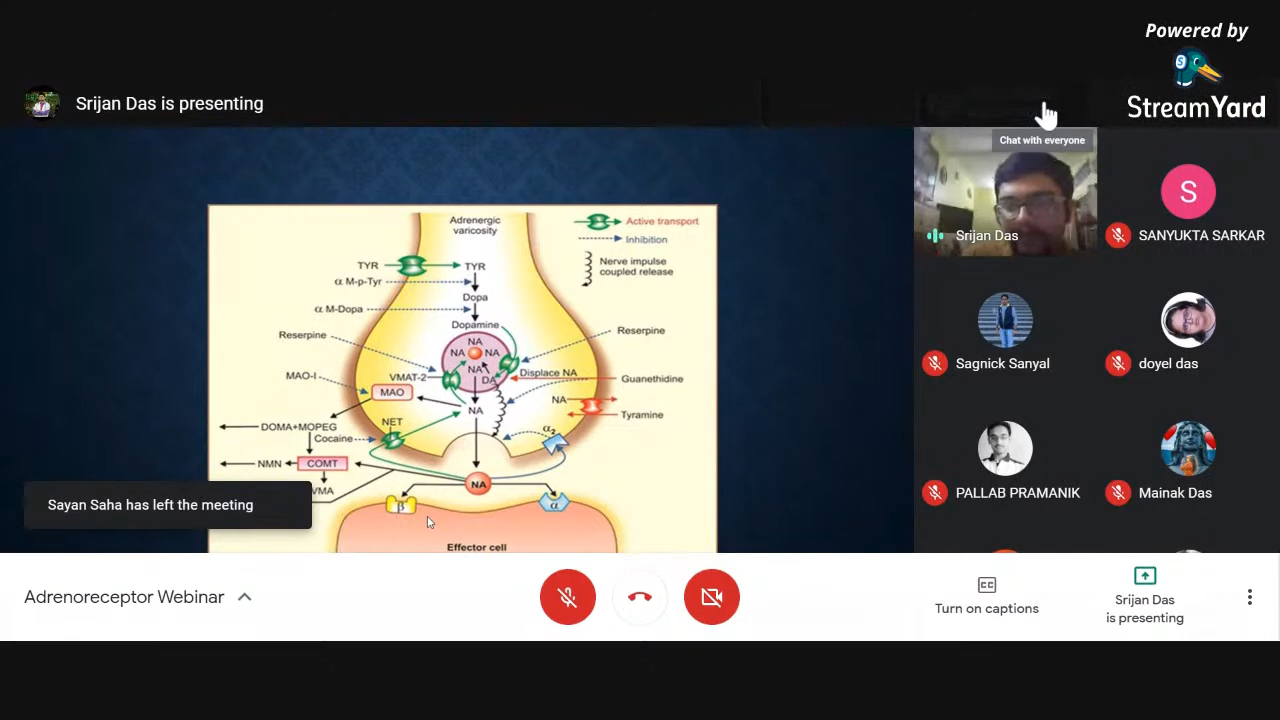 Powered by
StreamYard
Srijan Das is presenting
Chat with everyone
Adrenergic
varicosity
Active transport
Inhibition
Nerve impulse
coupled release
TYR
TYR
α M-p-Tyr
Dopa
α M-Dopa
Dopamine
Reserpine
Reserpine
NA
NA
NA
NA
DA
MAO-I
VMAT-2
Displace NA
Guanethidine
MAO
NA
NA
Tyramine
NET
DOMA+MOPEG
Cocaine
α2
NMN
COMT
NA
VMA
β
α
Effector cell
Sayan Saha has left the meeting
Srijan Das
S
SANYUKTA SARKAR
Sagnick Sanyal
doyel das
PALLAB PRAMANIK
Mainak Das
Adrenoreceptor Webinar
CC
Turn on captions
Srijan Das
is presenting